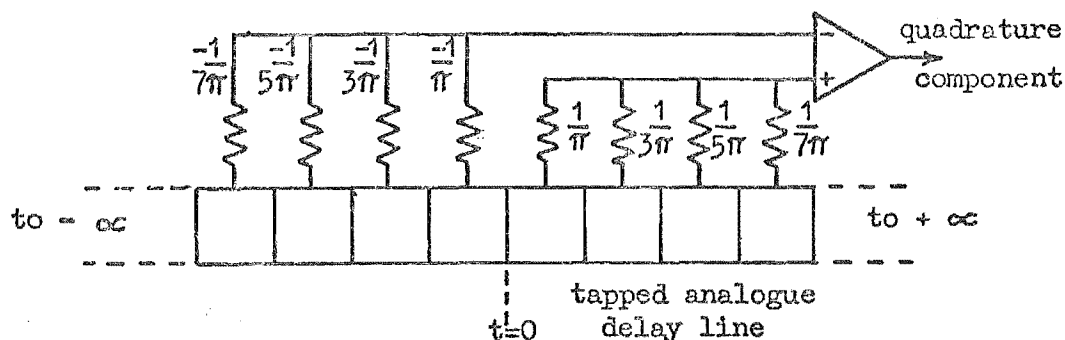 -1/7π -1/5π -1/3π -1/π
- quadrature
+ component
1/π 1/3π 1/5π 1/7π
to - ∝
to + ∝
t=0
tapped analogue
delay line